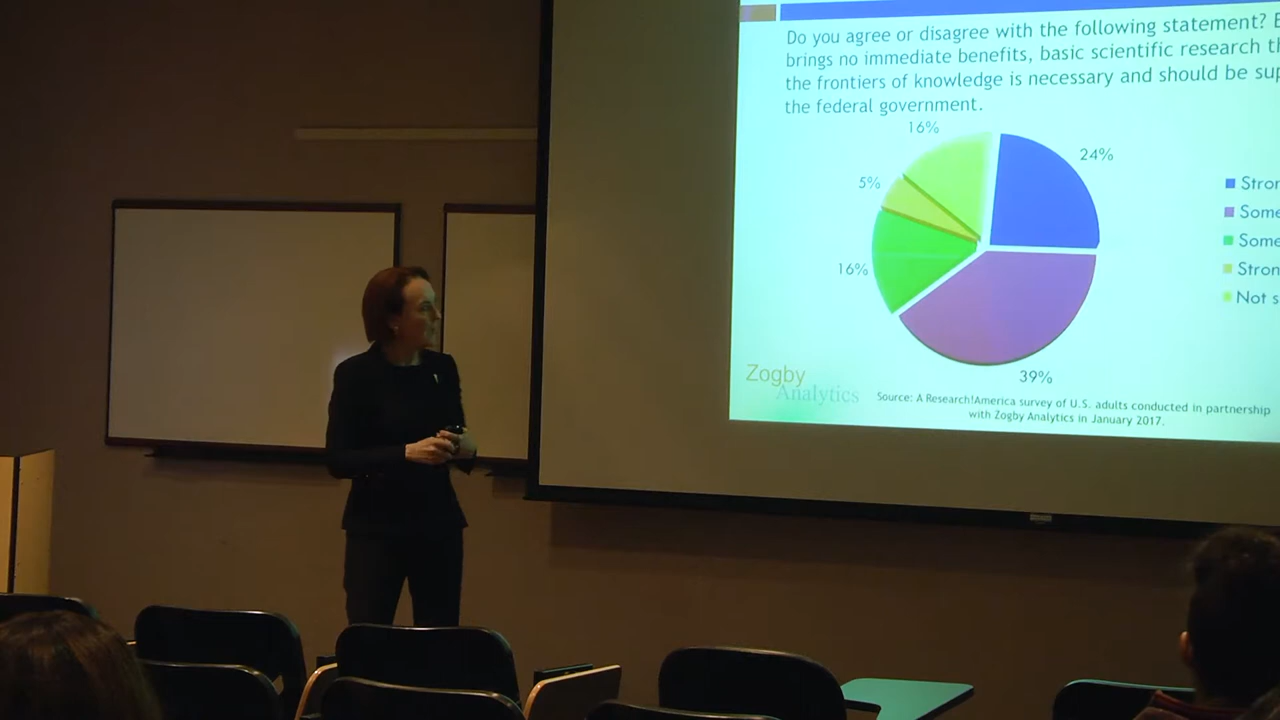 Do you agree or disagree with the following statement? E
brings no immediate benefits, basic scientific research th
the frontiers of knowledge is necessary and should be sup
the federal government.
16%
24%
5%
16%
39%
Stron
Some
Some
Stron
Not s
Zogby
Analytics
Source: A Research!America survey of U.S. adults conducted in partnership
with Zogby Analytics in January 2017.